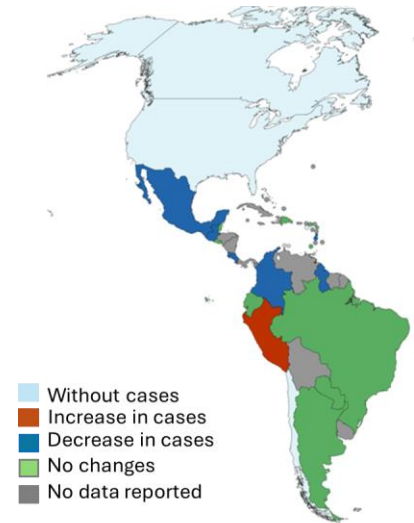 Without cases
Increase in cases
Decrease in cases
No changes
No data reported